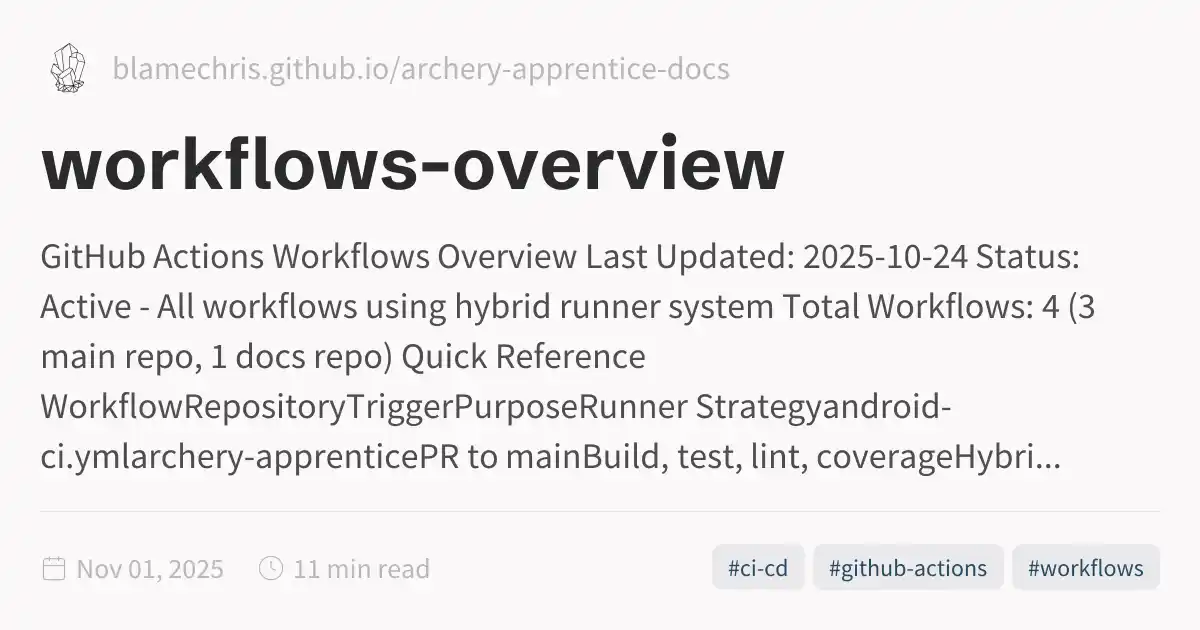 blamechris.github.io/archery-apprentice-docs
workflows-overview
GitHub Actions Workflows Overview Last Updated: 2025-10-24 Status:
Active - All workflows using hybrid runner system Total Workflows: 4 (3
main repo, 1 docs repo) Quick Reference
WorkflowRepositoryTriggerPurposeRunner Strategyandroid-
ci.ymlarchery-apprenticePR to mainBuild, test, lint, coverageHybri...
Nov 01, 2025 11 min read #ci-cd #github-actions #workflows